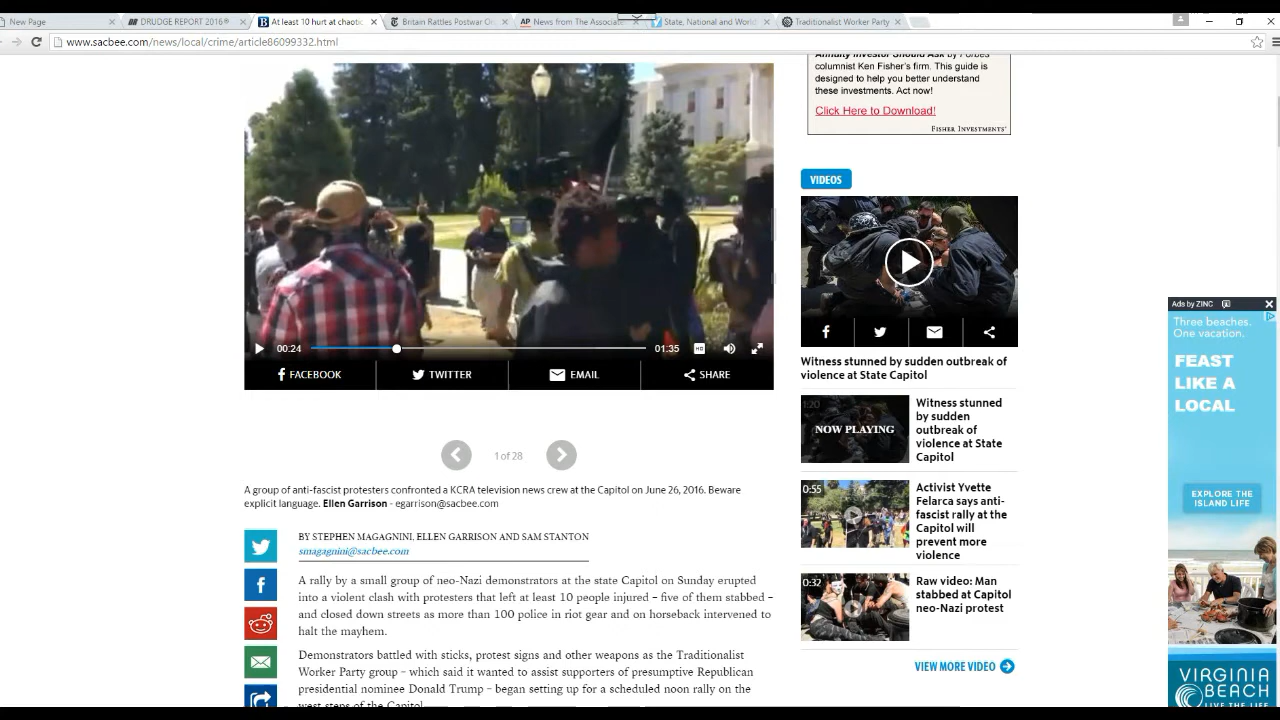 New Page
DRUDGE REPORT 2016®
At least 10 hurt at chaotic
Britain Rattles Postwar Or
AP News from The Associate
State, National and World
Traditionalist Worker Party
www.sacbee.com/news/local/crime/article86099332.html
Annuity Investor Should Ask by Forbes
columnist Ken Fisher's firm. This guide is
designed to help you better understand
these investments. Act now!
Click Here to Download!
FISHER INVESTMENTS®
00:24
01:35
HD
FACEBOOK
TWITTER
EMAIL
SHARE
1 of 28
A group of anti-fascist protesters confronted a KCRA television news crew at the Capitol on June 26, 2016. Beware
explicit language. Ellen Garrison - egarrison@sacbee.com
BY STEPHEN MAGAGNINI, ELLEN GARRISON AND SAM STANTON
smagagnini@sacbee.com
A rally by a small group of neo-Nazi demonstrators at the state Capitol on Sunday erupted
into a violent clash with protesters that left at least 10 people injured – five of them stabbed –
and closed down streets as more than 100 police in riot gear and on horseback intervened to
halt the mayhem.
Demonstrators battled with sticks, protest signs and other weapons as the Traditionalist
Worker Party group – which said it wanted to assist supporters of presumptive Republican
presidential nominee Donald Trump – began setting up for a scheduled noon rally on the
west steps of the Capitol.
VIDEOS
Witness stunned by sudden outbreak of
violence at State Capitol
1:20
NOW PLAYING
Witness stunned
by sudden
outbreak of
violence at State
Capitol
0:55
Activist Yvette
Felarca says anti-
fascist rally at the
Capitol will
prevent more
violence
0:32
Raw video: Man
stabbed at Capitol
neo-Nazi protest
VIEW MORE VIDEO
Ads by ZINC
Three beaches.
One vacation.
FEAST
LIKE A
LOCAL
EXPLORE THE
ISLAND LIFE
VIRGINIA
BEACH
LIVE THE LIFE